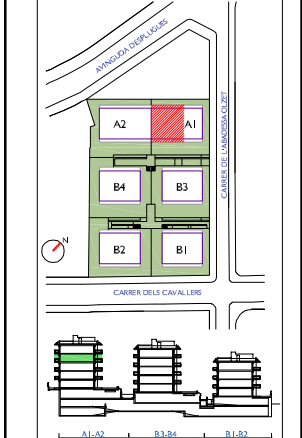 AVINGUDA D'ESPLUGUES
A2
A1
CARRER DE L'ABADESSA OLZET
B4
B3
B2
B1
N
CARRER DELS CAVALLERS
A1-A2
B3-B4
B1-B2